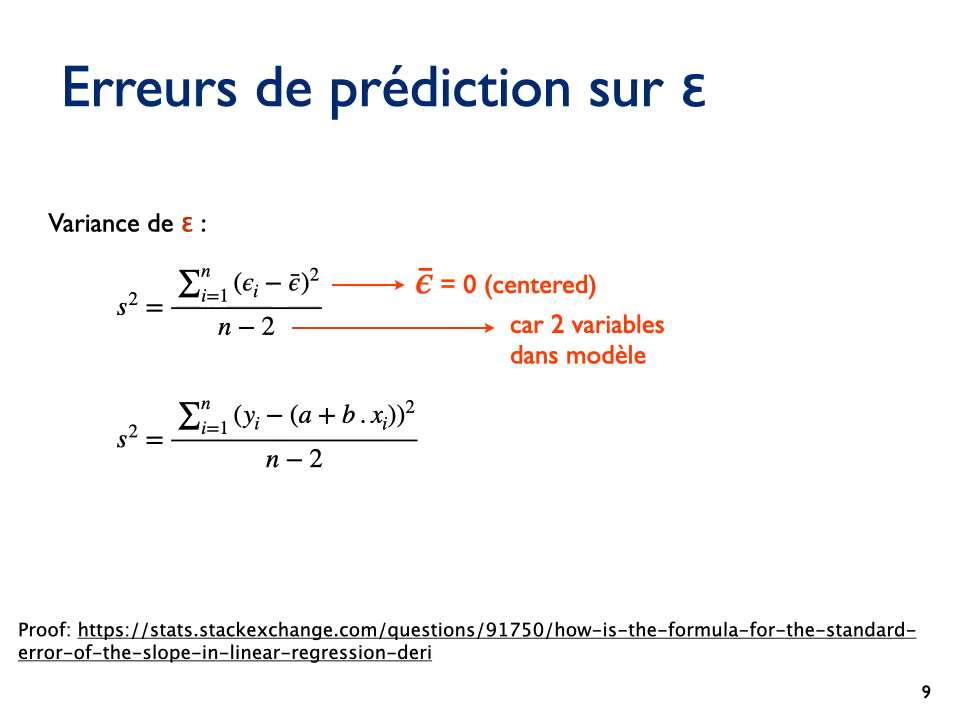 Erreurs de prédiction sur ε
Variance de ε :
s² = ∑ⁿᵢ₌₁ (ϵᵢ − ϵ̄)² / n − 2
ϵ̄ = 0 (centered)
car 2 variables
dans modèle
s² = ∑ⁿᵢ₌₁ (yᵢ − (a + b . xᵢ))² / n − 2
Proof: https://stats.stackexchange.com/questions/91750/how-is-the-formula-for-the-standard-
error-of-the-slope-in-linear-regression-deri
9